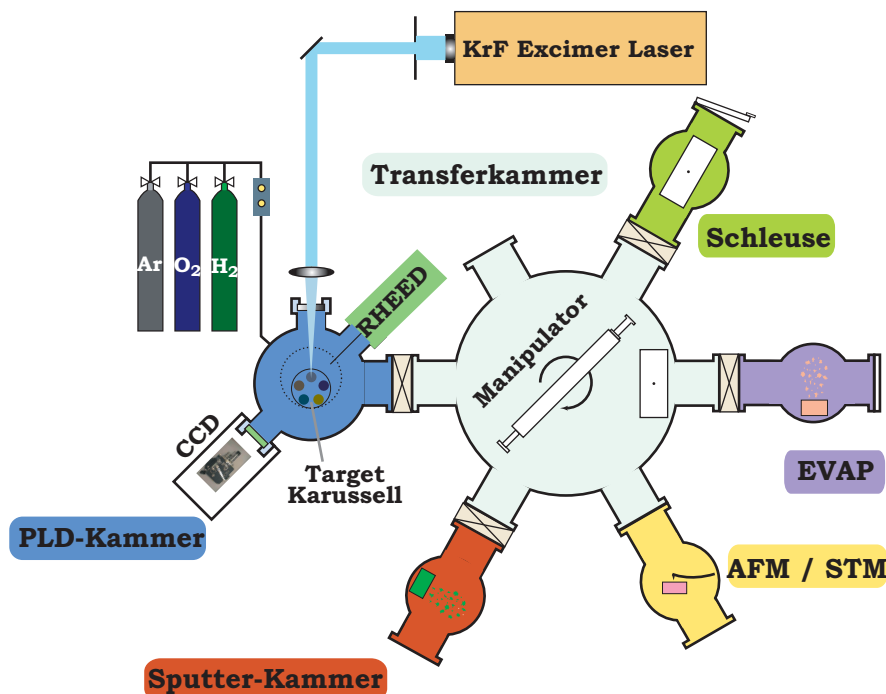 KrF Excimer Laser
Transferkammer
Schleuse
Ar
O₂
H₂
RHEED
Manipulator
CCD
Target
Karussell
EVAP
PLD-Kammer
AFM / STM
Sputter-Kammer